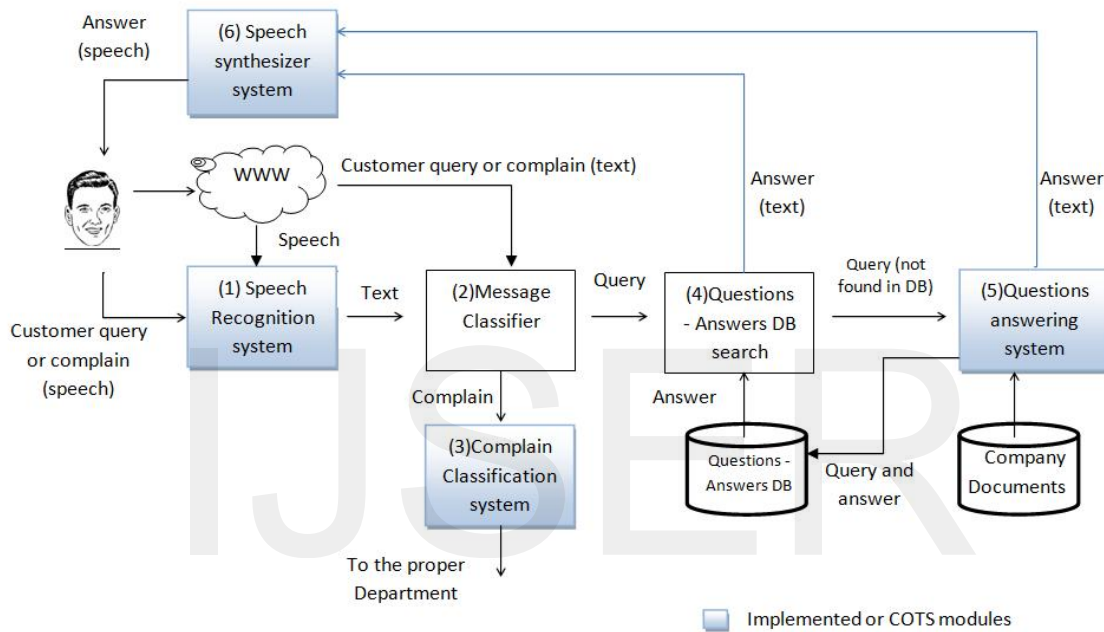 Answer
(speech)
(6) Speech
synthesizer
system
WWW
Customer query or complain (text)
Speech
Answer
(text)
Answer
(text)
(1) Speech
Recognition
system
Text
(2)Message
Classifier
Query
(4)Questions
- Answers DB
search
Query (not
found in DB)
(5)Questions
answering
system
Customer query
or complain
(speech)
Complain
Answer
(3)Complain
Classification
system
Questions -
Answers DB
Query and
answer
Company
Documents
To the proper
Department
Implemented or COTS modules
IJSER